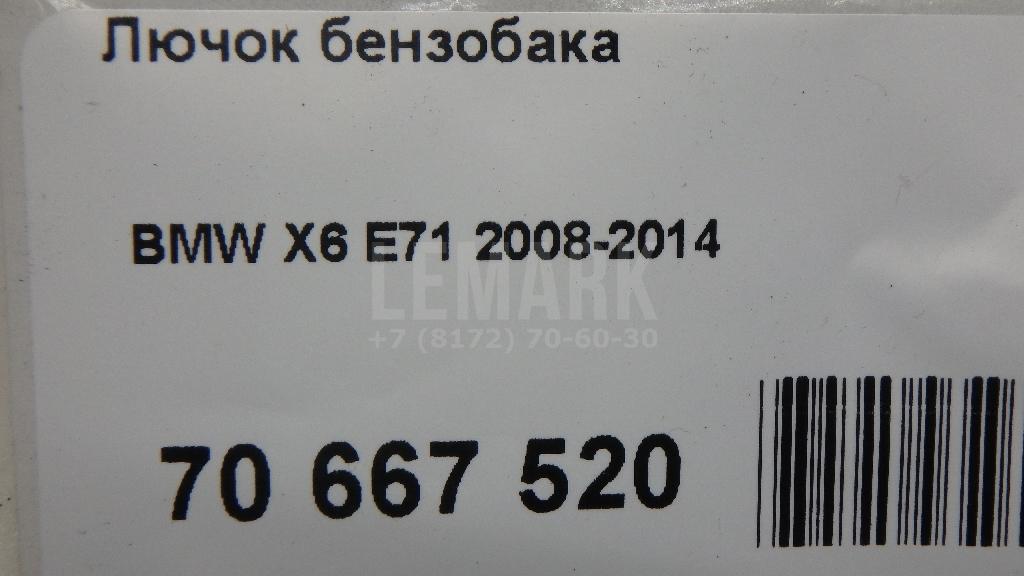 Лючок бензобака
BMW X6 E71 2008-2014
LEMARK
+7 (8172) 70-60-30
70 667 520